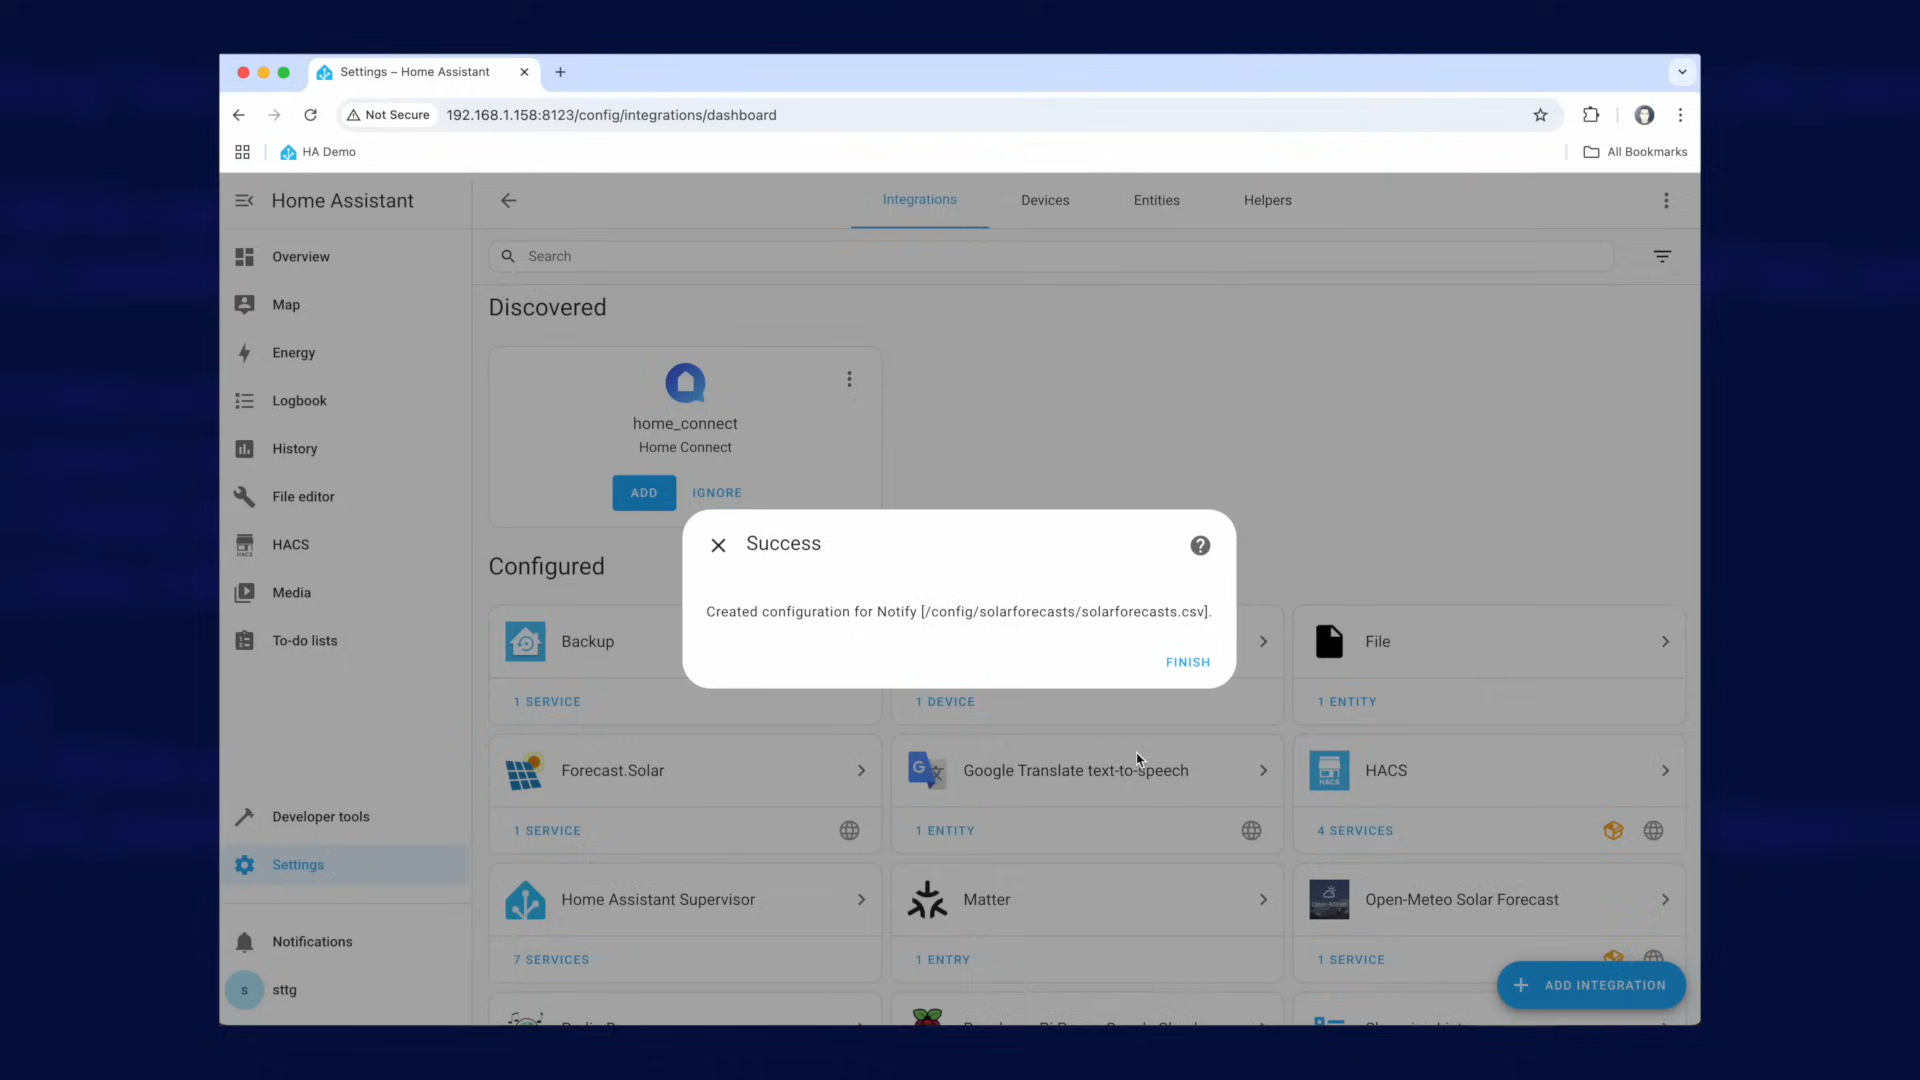 Settings – Home Assistant
Not Secure
192.168.1.158:8123/config/integrations/dashboard
HA Demo
All Bookmarks
Home Assistant
Integrations
Devices
Entities
Helpers
Search
Overview
Map
Energy
Logbook
History
File editor
HACS
HACS
Media
To-do lists
Developer tools
Settings
Notifications
s
sttg
Discovered
home_connect
Home Connect
ADD
IGNORE
Configured
Success
Created configuration for Notify [/config/solarforecasts/solarforecasts.csv].
FINISH
Backup
1 SERVICE
1 DEVICE
File
1 ENTITY
Forecast.Solar
1 SERVICE
G
Google Translate text-to-speech
1 ENTITY
HACS
HACS
4 SERVICES
Home Assistant Supervisor
7 SERVICES
Matter
1 ENTRY
Open-Meteo Solar Forecast
1 SERVICE
ADD INTEGRATION